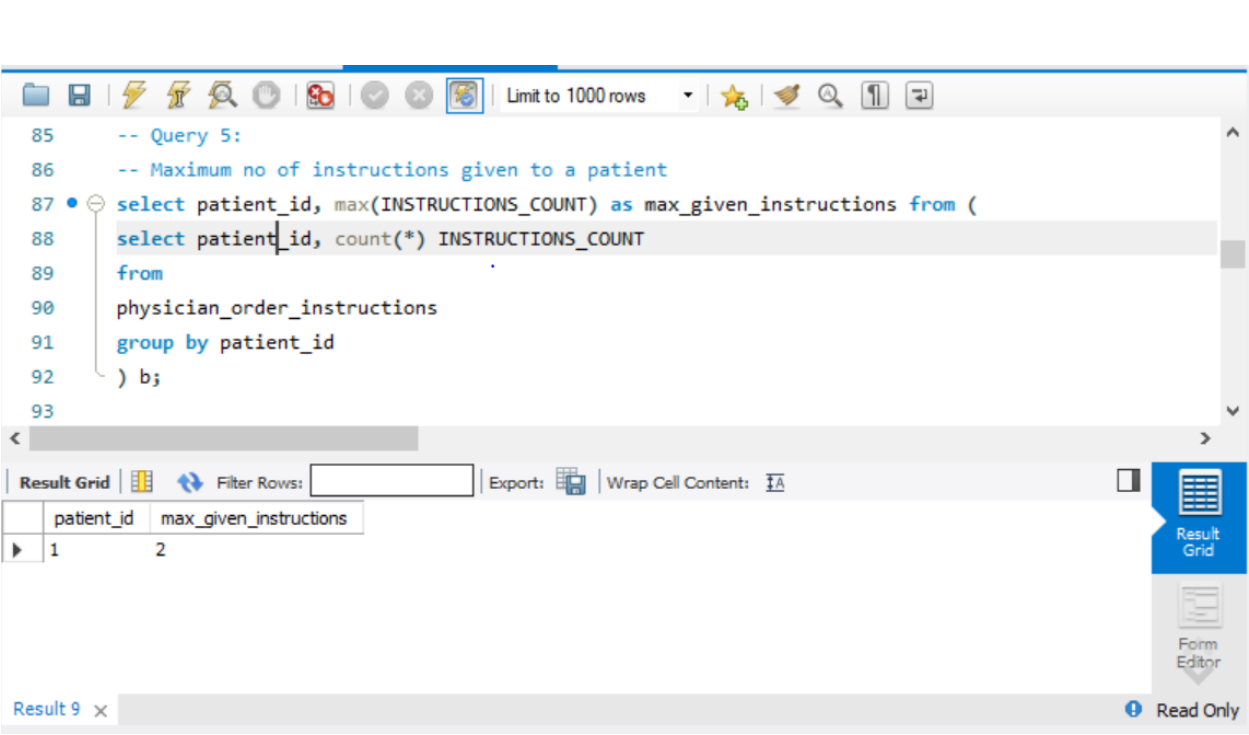 Limit to 1000 rows
85 -- Query 5:
86 -- Maximum no of instructions given to a patient
87 select patient_id, max(INSTRUCTIONS_COUNT) as max_given_instructions from (
88 select patient_id, count(*) INSTRUCTIONS_COUNT
89 from
90 physician_order_instructions
91 group by patient_id
92 ) b;
93
Result Grid Filter Rows: Export: Wrap Cell Content: IA
patient_id max_given_instructions
1 2
Result
Grid
Form
Editor
Result 9 Read Only